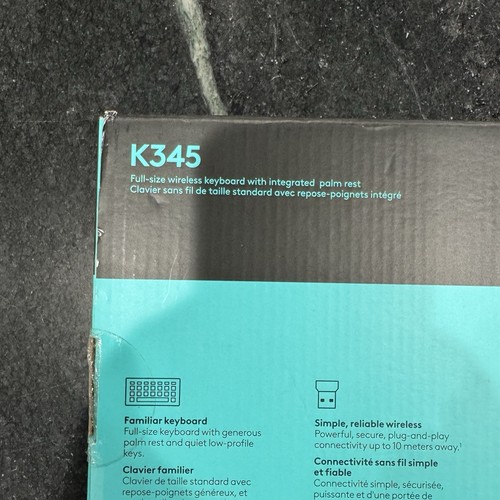 K345
Full-size wireless keyboard with integrated palm rest
Clavier sans fil de taille standard avec repose-poignets intégré
Familiar keyboard
Full-size keyboard with generous
palm rest and quiet low-profile
keys.
Clavier familier
Clavier de taille standard avec
repose-poignets généreux, et
Simple, reliable wireless
Powerful, secure, plug-and-play
connectivity up to 10 meters away.¹
Connectivité sans fil simple
et fiable
Connectivité simple, sécurisée,
puissante et d'une portée de